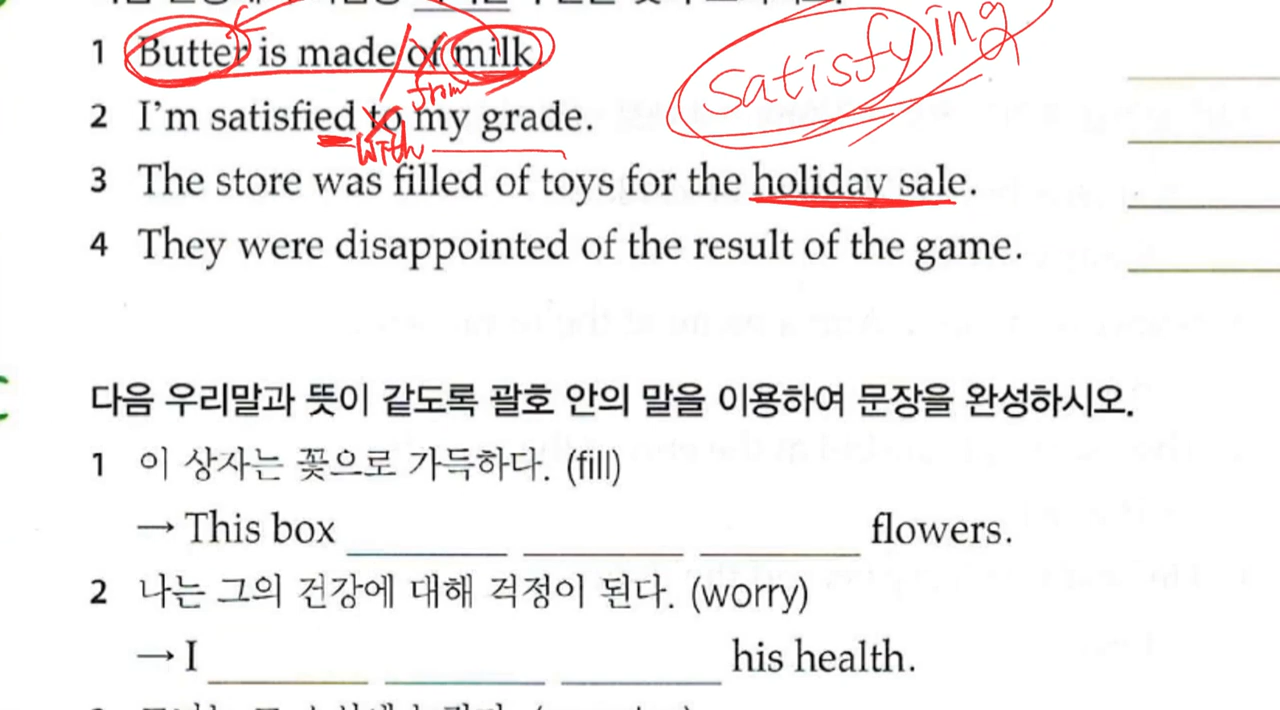 1 Butter is made of milk.
from
Satisfying
2 I'm satisfied to my grade.
with
3 The store was filled of toys for the holiday sale.
4 They were disappointed of the result of the game.
다음 우리말과 뜻이 같도록 괄호 안의 말을 이용하여 문장을 완성하시오.
1 이 상자는 꽃으로 가득하다. (fill)
→ This box flowers.
2 나는 그의 건강에 대해 걱정이 된다. (worry)
→ I his health.